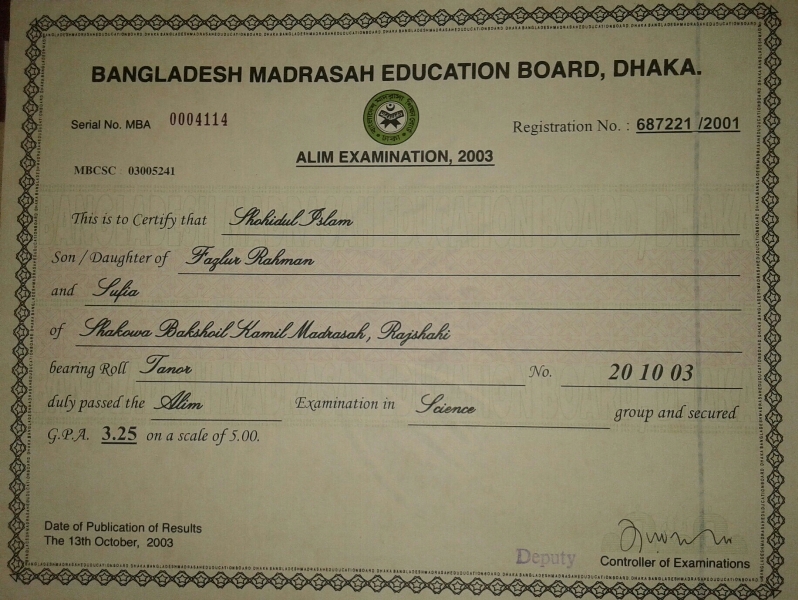 BANGLADESH MADRASAH EDUCATION BOARD, DHAKA.
Serial No. MBA 0004114
Registration No. : 687221 /2001
ALIM EXAMINATION, 2003
MBCSC 03005241
This is to Certify that Shohidul Islam
Son / Daughter of Fazlur Rahman
and Sufia
of Shakowa Bakshoil Kamil Madrasah, Rajshahi
bearing Roll Tanor No. 20 10 03
duly passed the Alim Examination in Science group and secured
G.P.A. 3.25 on a scale of 5.00.
Date of Publication of Results
The 13th October, 2003
Deputy Controller of Examinations